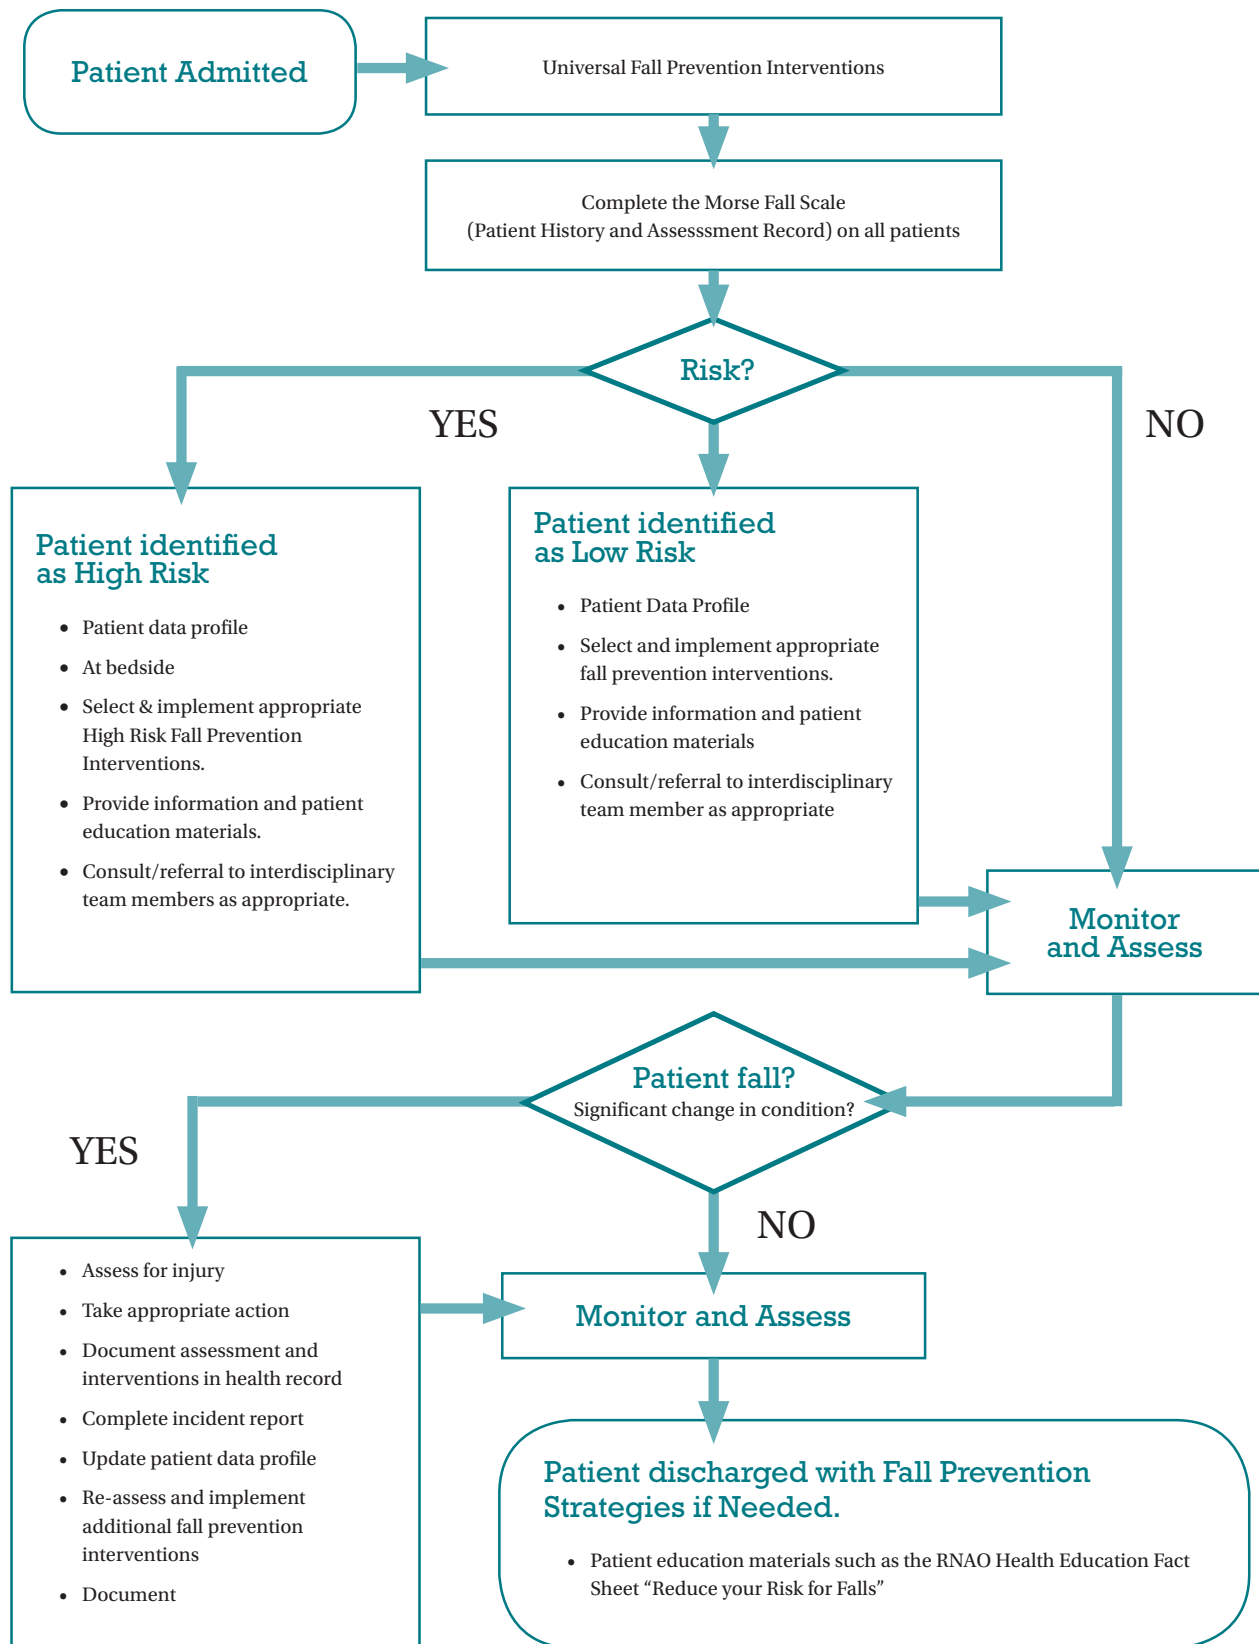 Patient Admitted
Universal Fall Prevention Interventions
Complete the Morse Fall Scale
(Patient History and Assesssment Record) on all patients
Risk?
YES
NO
Patient identified
as High Risk
• Patient data profile
• At bedside
• Select & implement appropriate
High Risk Fall Prevention
Interventions.
• Provide information and patient
education materials.
• Consult/referral to interdisciplinary
team members as appropriate.
Patient identified
as Low Risk
• Patient Data Profile
• Select and implement appropriate
fall prevention interventions.
• Provide information and patient
education materials
• Consult/referral to interdisciplinary
team member as appropriate
Monitor
and Assess
Patient fall?
Significant change in condition?
YES
NO
• Assess for injury
• Take appropriate action
• Document assessment and
interventions in health record
• Complete incident report
• Update patient data profile
• Re-assess and implement
additional fall prevention
interventions
• Document
Monitor and Assess
Patient discharged with Fall Prevention
Strategies if Needed.
• Patient education materials such as the RNAO Health Education Fact
Sheet “Reduce your Risk for Falls”